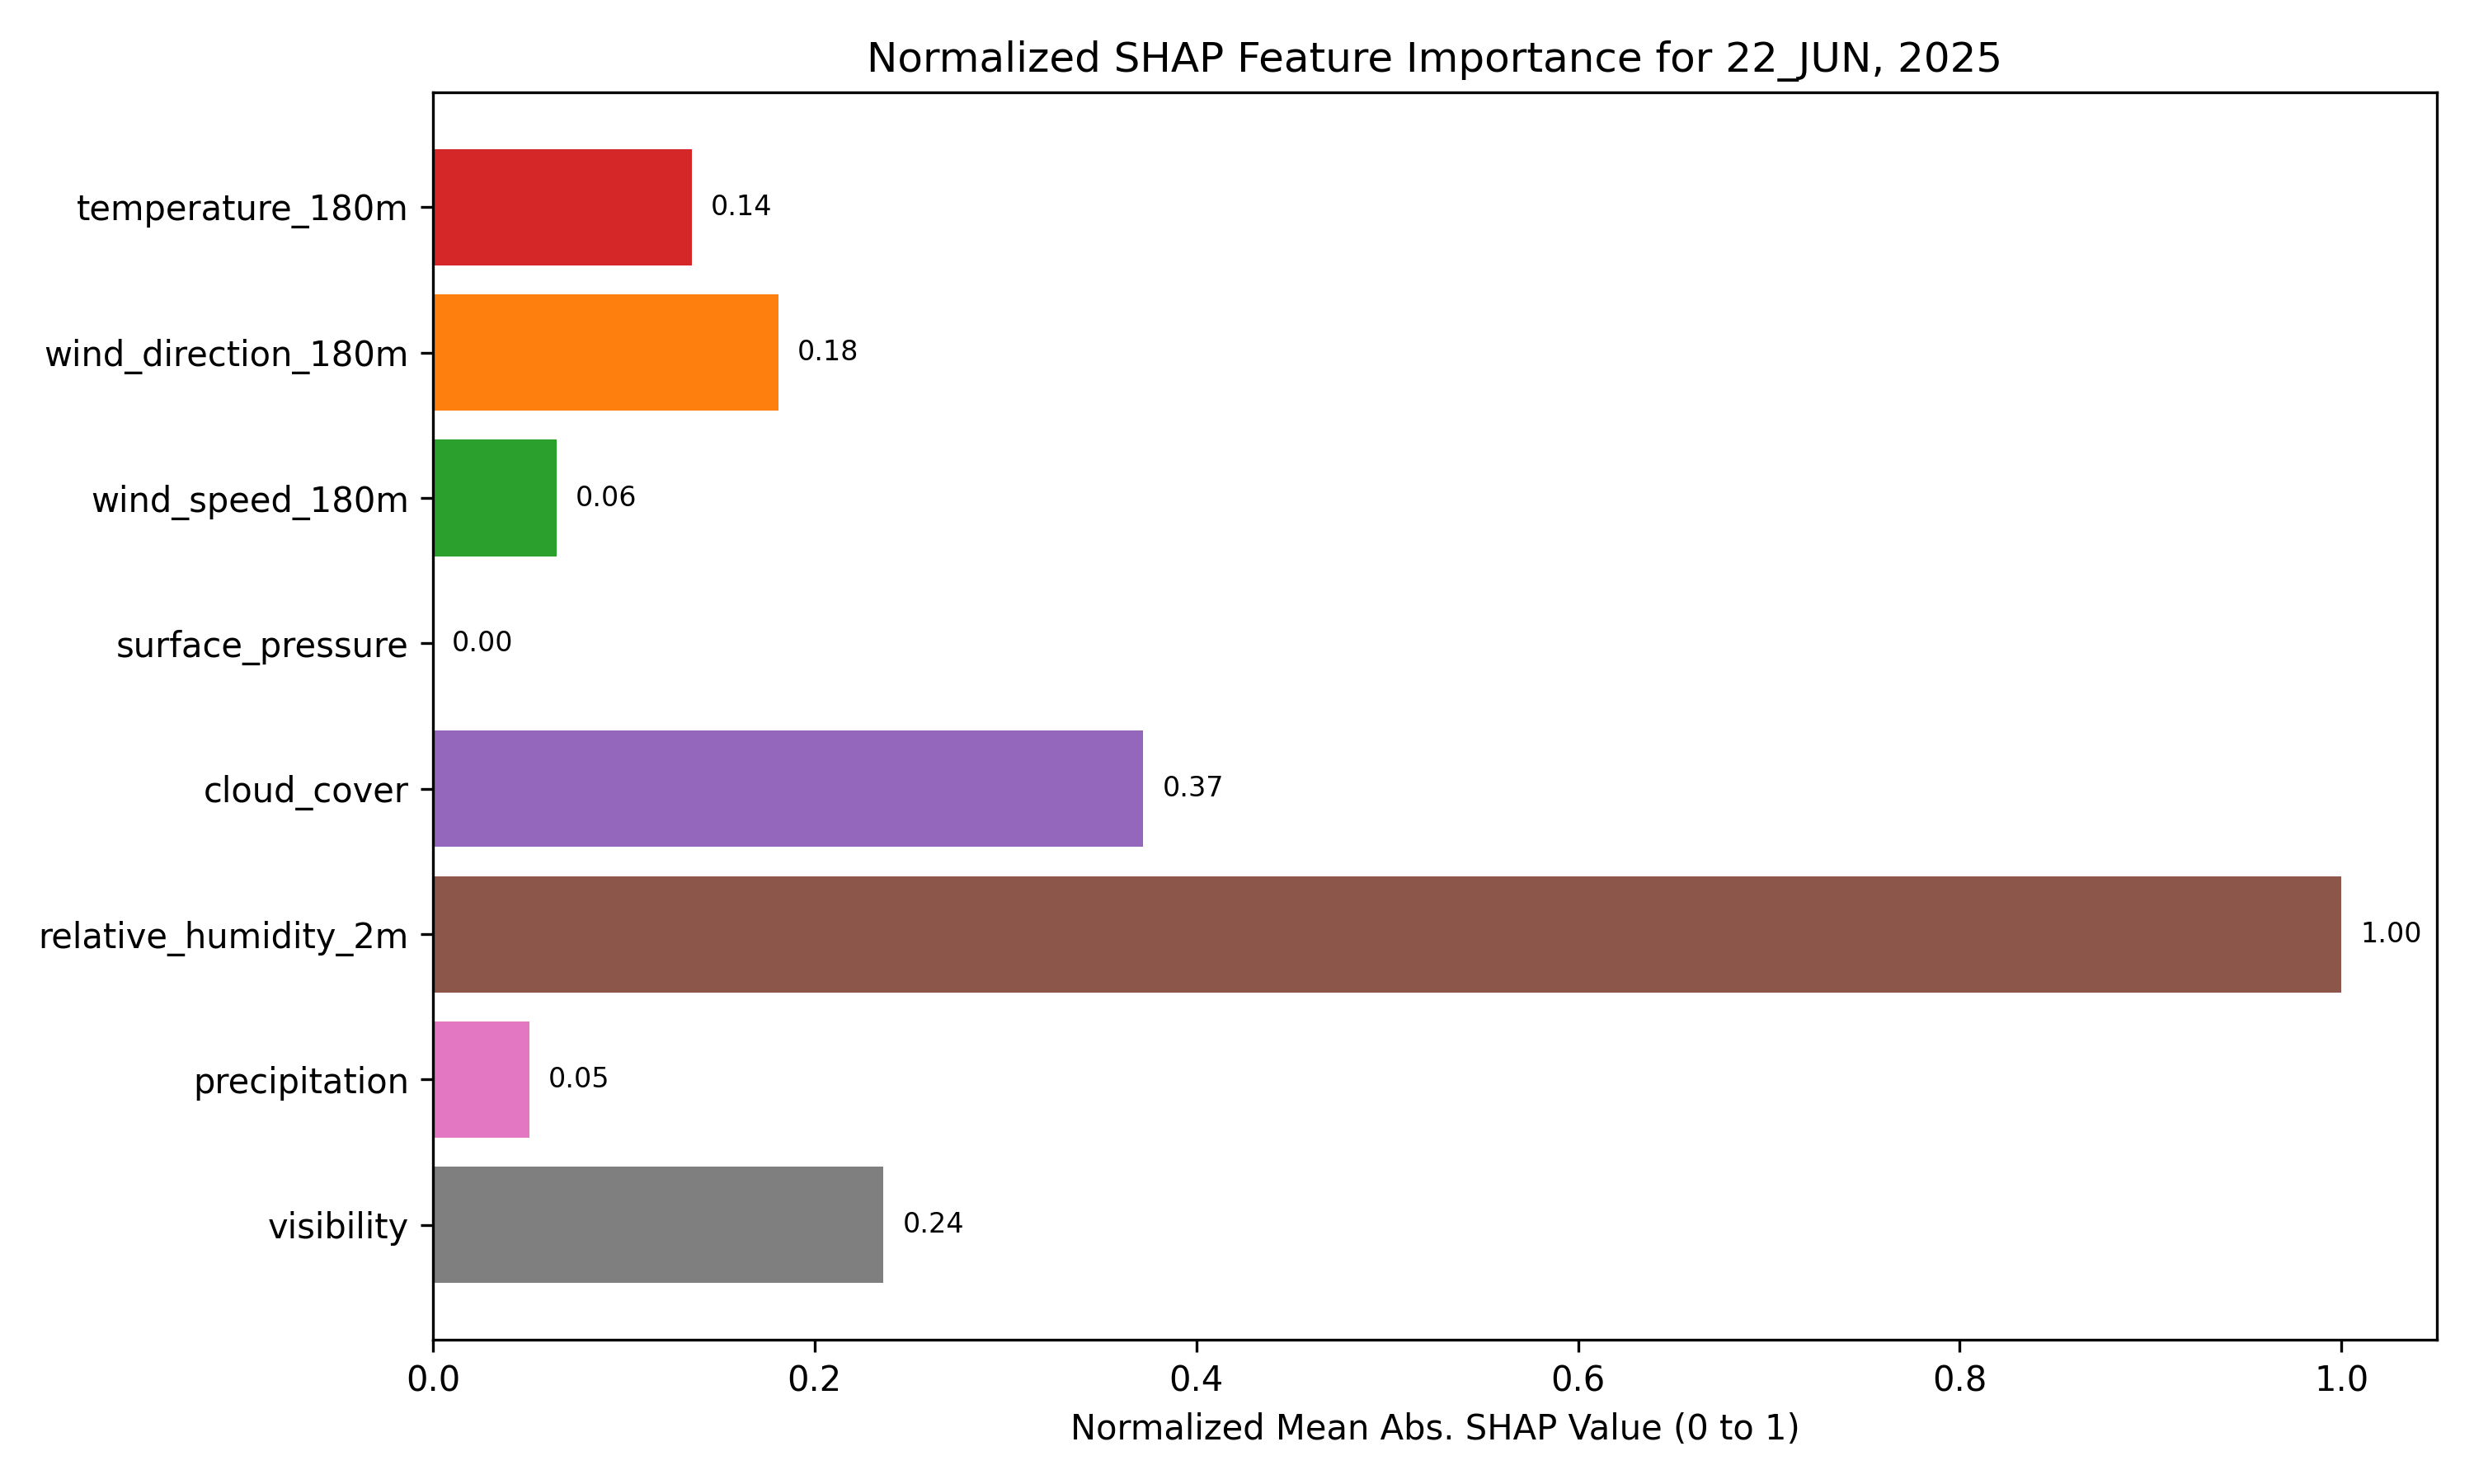 Normalized SHAP Feature Importance for 22_JUN, 2025
temperature_180m 0.14
wind_direction_180m 0.18
wind_speed_180m 0.06
surface_pressure 0.00
cloud_cover 0.37
relative_humidity_2m 1.00
precipitation 0.05
visibility 0.24
0.0 0.2 0.4 0.6 0.8 1.0
Normalized Mean Abs. SHAP Value (0 to 1)